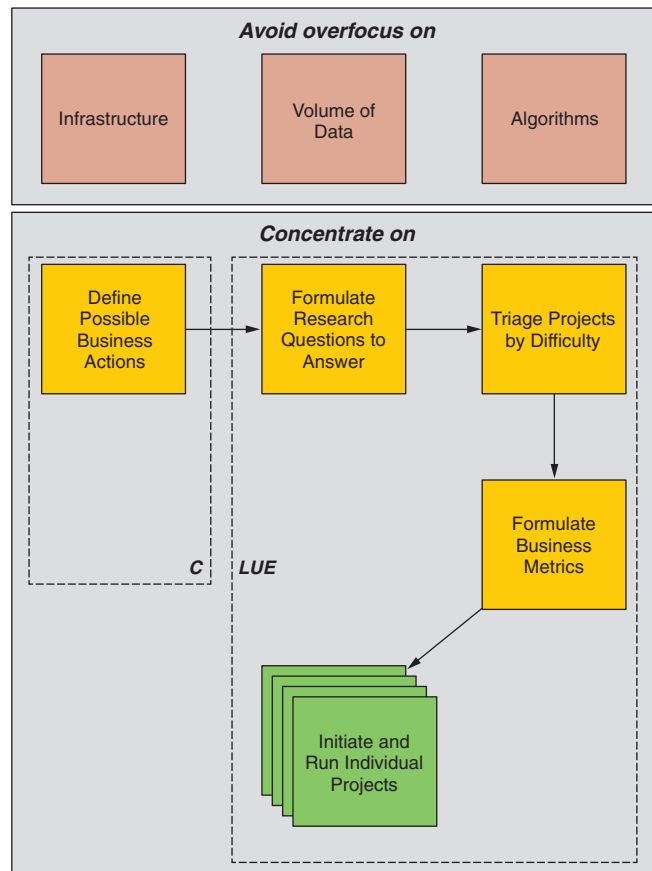 Avoid overfocus on
Infrastructure
Volume of
Data
Algorithms
Concentrate on
Define
Possible
Business
Actions
Formulate
Research
Questions to
Answer
Triage Projects
by Difficulty
Formulate
Business
Metrics
C
LUE
Initiate and
Run Individual
Projects